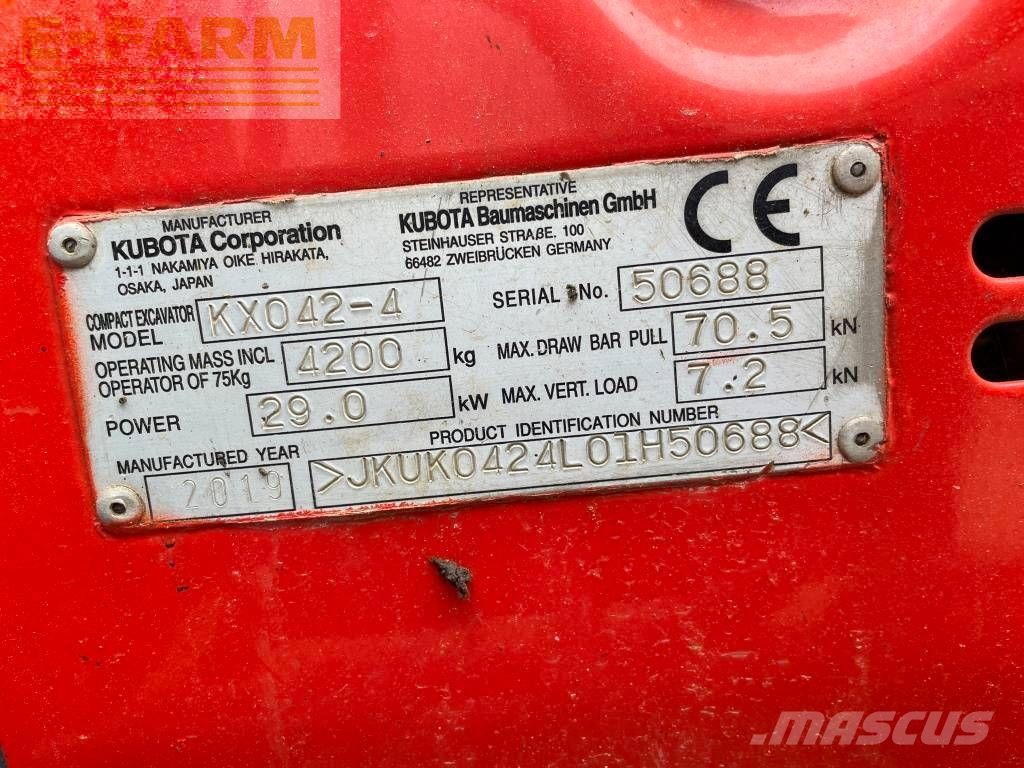 E-FARM
MANUFACTURER
KUBOTA Corporation
1-1-1 NAKAMIYA OIKE HIRAKATA,
OSAKA, JAPAN
REPRESENTATIVE
KUBOTA Baumaschinen GmbH
STEINHAUSER STRAßE. 100
66482 ZWEIBRÜCKEN GERMANY
CE
COMPACT EXCAVATOR
MODEL KX042-4
SERIAL No. 50688
OPERATING MASS INCL
OPERATOR OF 75Kg 4200 kg
MAX. DRAW BAR PULL 70.5 kN
POWER 29.0 kW
MAX. VERT. LOAD 7.2 kN
MANUFACTURED YEAR
2019
PRODUCT IDENTIFICATION NUMBER
>JKUK0424L01H50688<
MASCUS